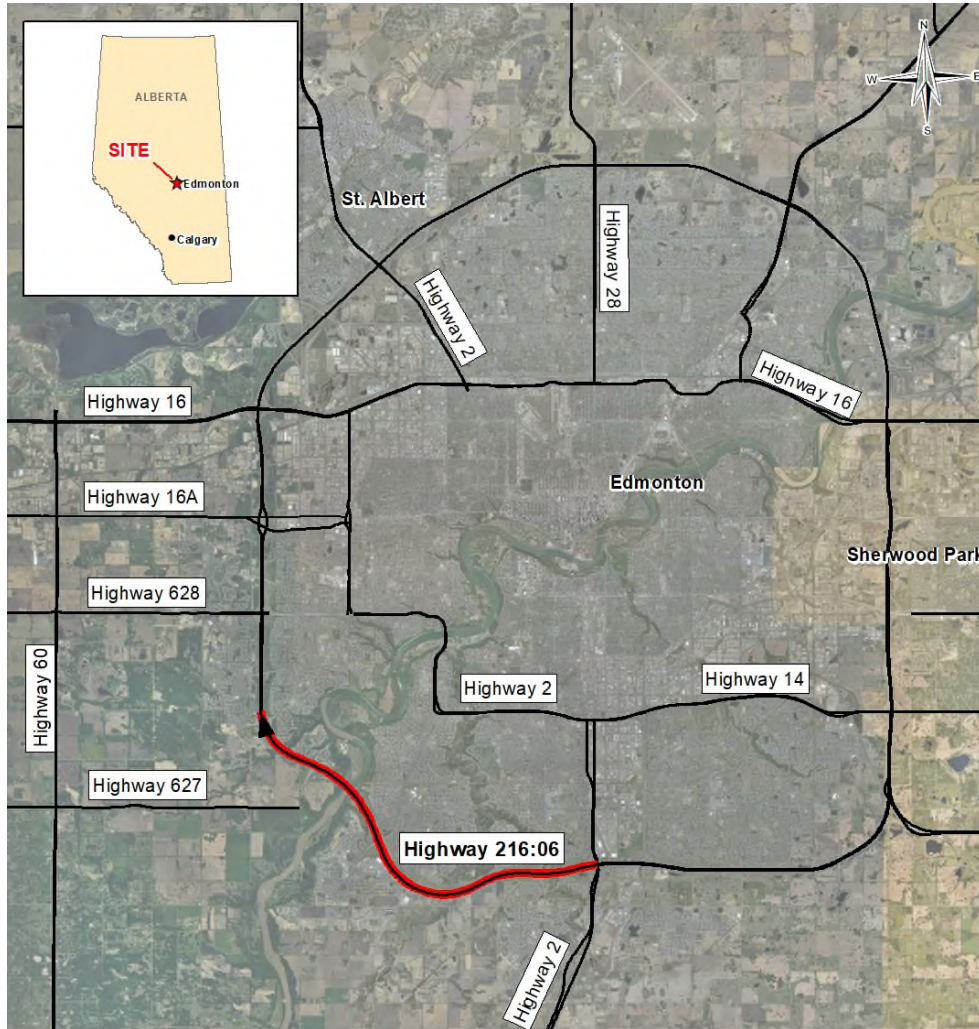 ALBERTA
SITE
Edmonton
Calgary
N
W
E
S
St. Albert
Highway 2
Highway 28
Highway 16
Highway 16
Edmonton
Highway 16A
Sherwood Park
Highway 628
Highway 60
Highway 2
Highway 14
Highway 627
Highway 216:06
Highway 2